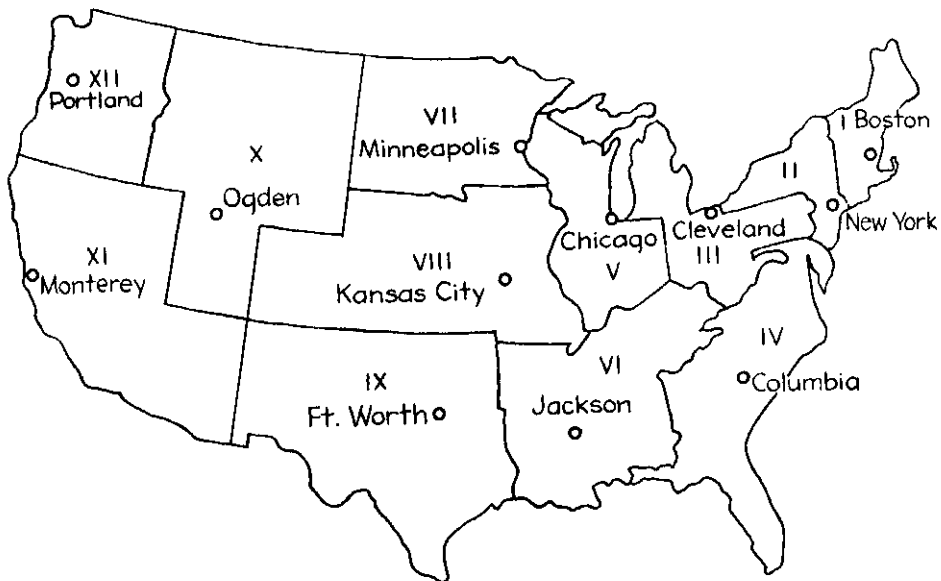 XII
Portland
X
Ogden
XI
Monterey
VII
Minneapolis
VIII
Kansas City
IX
Ft. Worth
Chicago
V
VI
Jackson
Cleveland
III
II
I Boston
New York
IV
Columbia